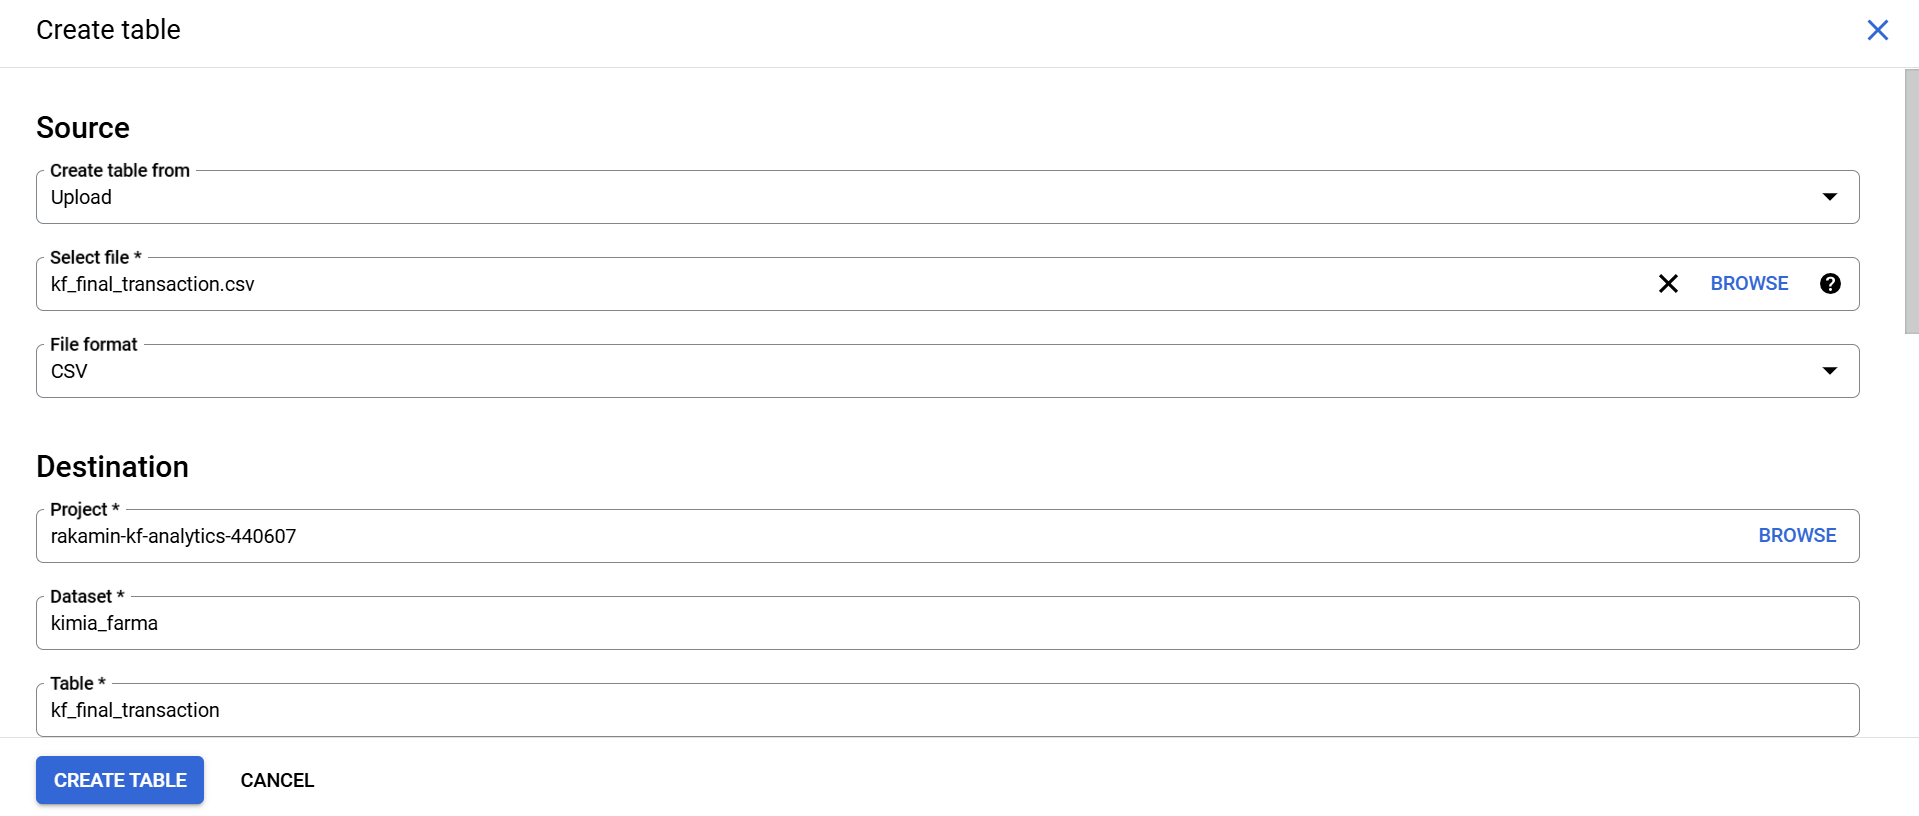 Create table
Source
Create table from
Upload
Select file *
kf_final_transaction.csv
BROWSE
File format
CSV
Destination
Project *
rakamin-kf-analytics-440607
BROWSE
Dataset *
kimia_farma
Table *
kf_final_transaction
CREATE TABLE
CANCEL